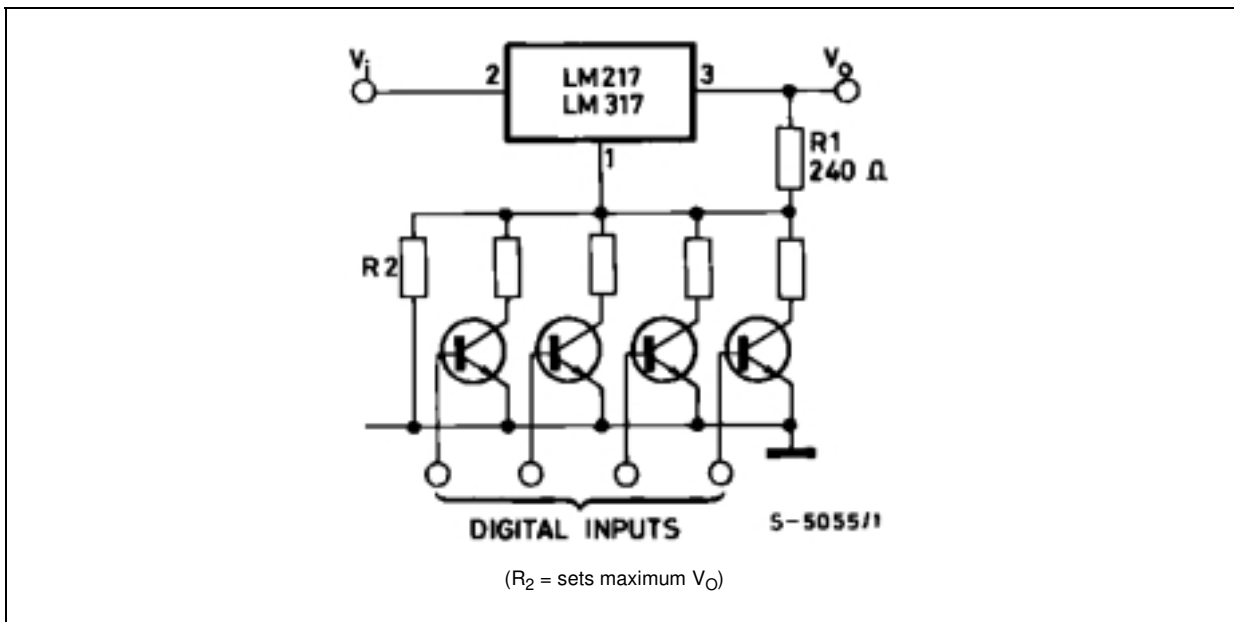 Vi
Vo
2
LM217
LM317
3
1
R1
240 Ω
R2
DIGITAL INPUTS
S-5055/1
(R2 = sets maximum VO)